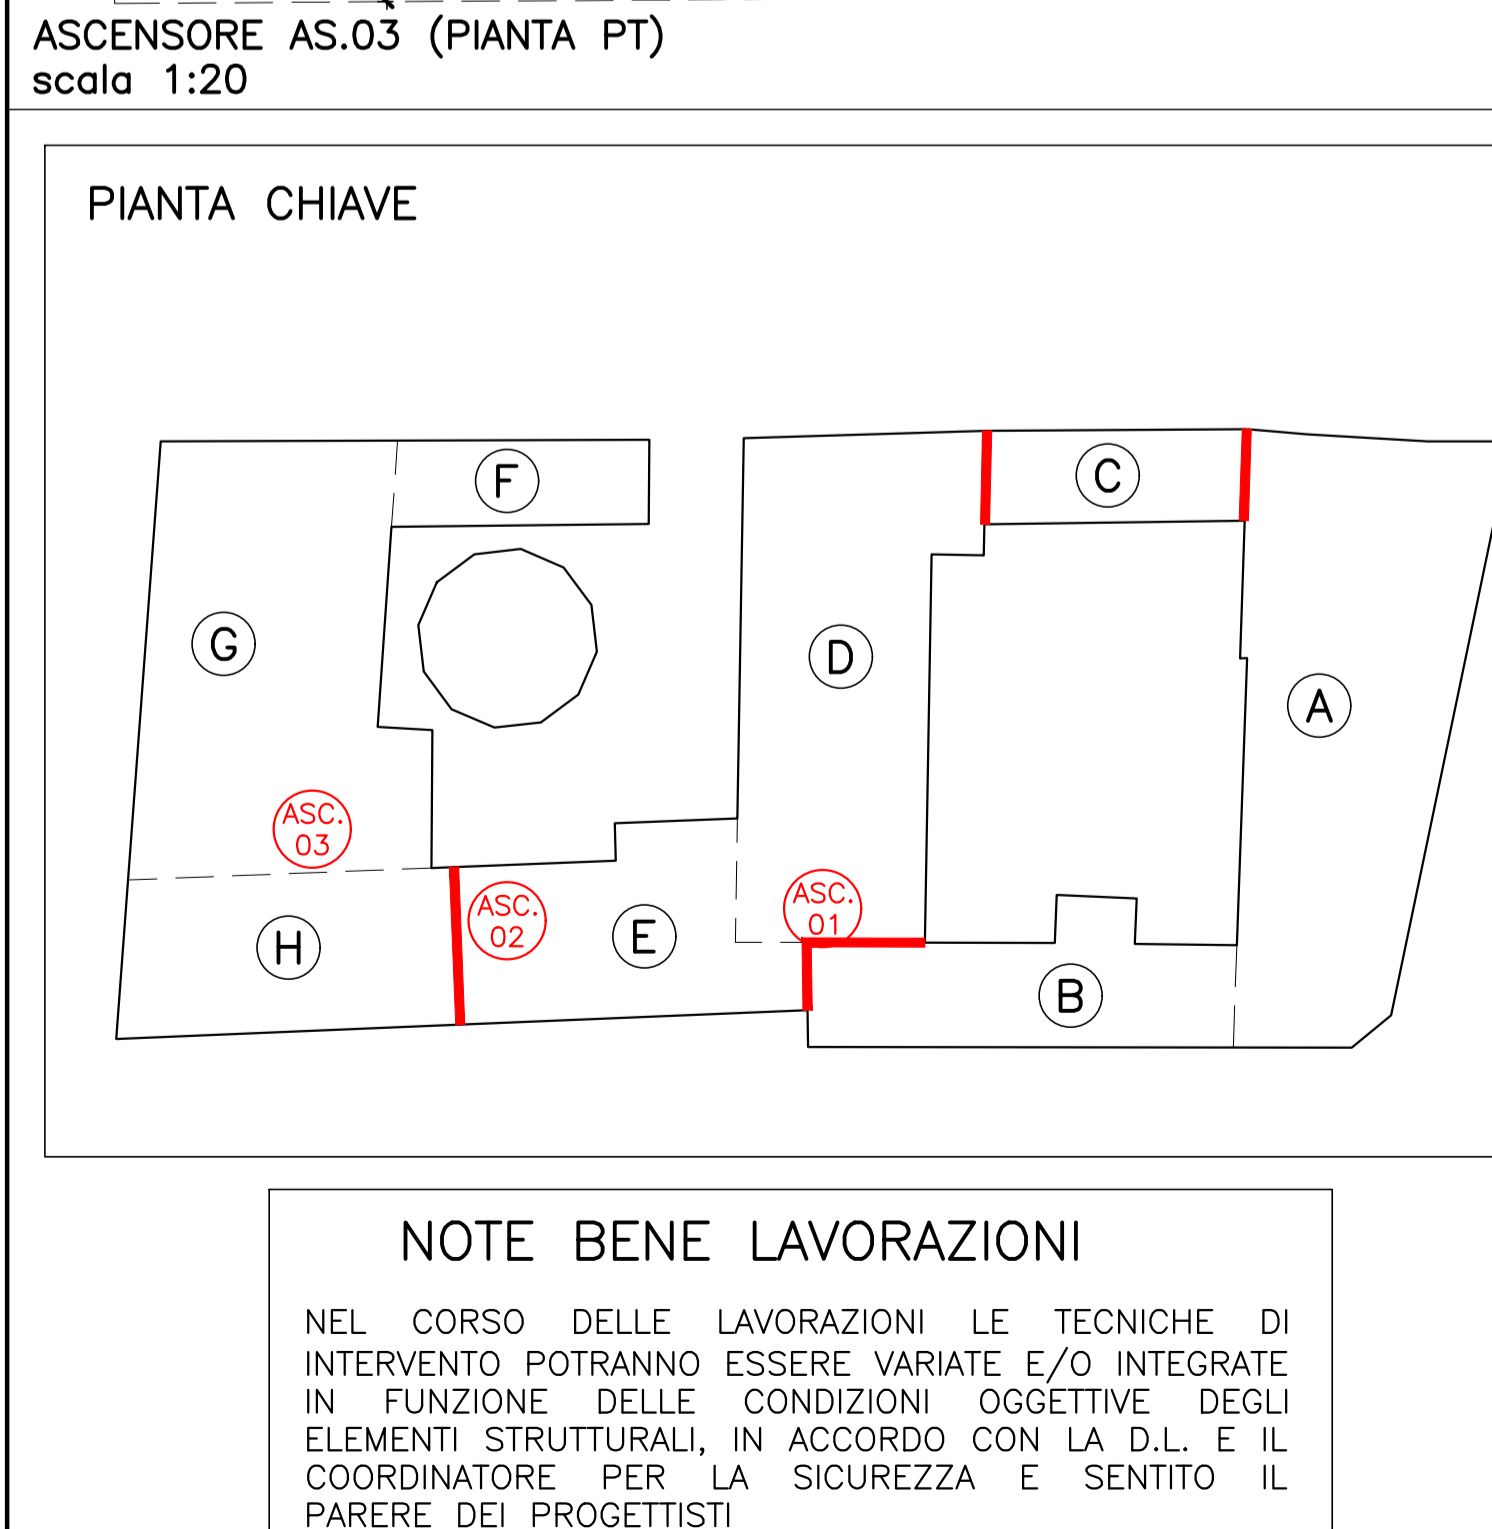 ASCENSORE AS.03 (PIANTA PT)
scala 1:20
PIANTA CHIAVE
F
C
G
D
A
ASC.
03
ASC.
02
ASC.
01
E
H
B
NOTE BENE LAVORAZIONI
NEL CORSO DELLE LAVORAZIONI LE TECNICHE DI
INTERVENTO POTRANNO ESSERE VARIATE E/O INTEGRATE
IN FUNZIONE DELLE CONDIZIONI OGGETTIVE DEGLI
ELEMENTI STRUTTURALI, IN ACCORDO CON LA D.L. E IL
COORDINATORE PER LA SICUREZZA E SENTITO IL
PARERE DEI PROGETTISTI